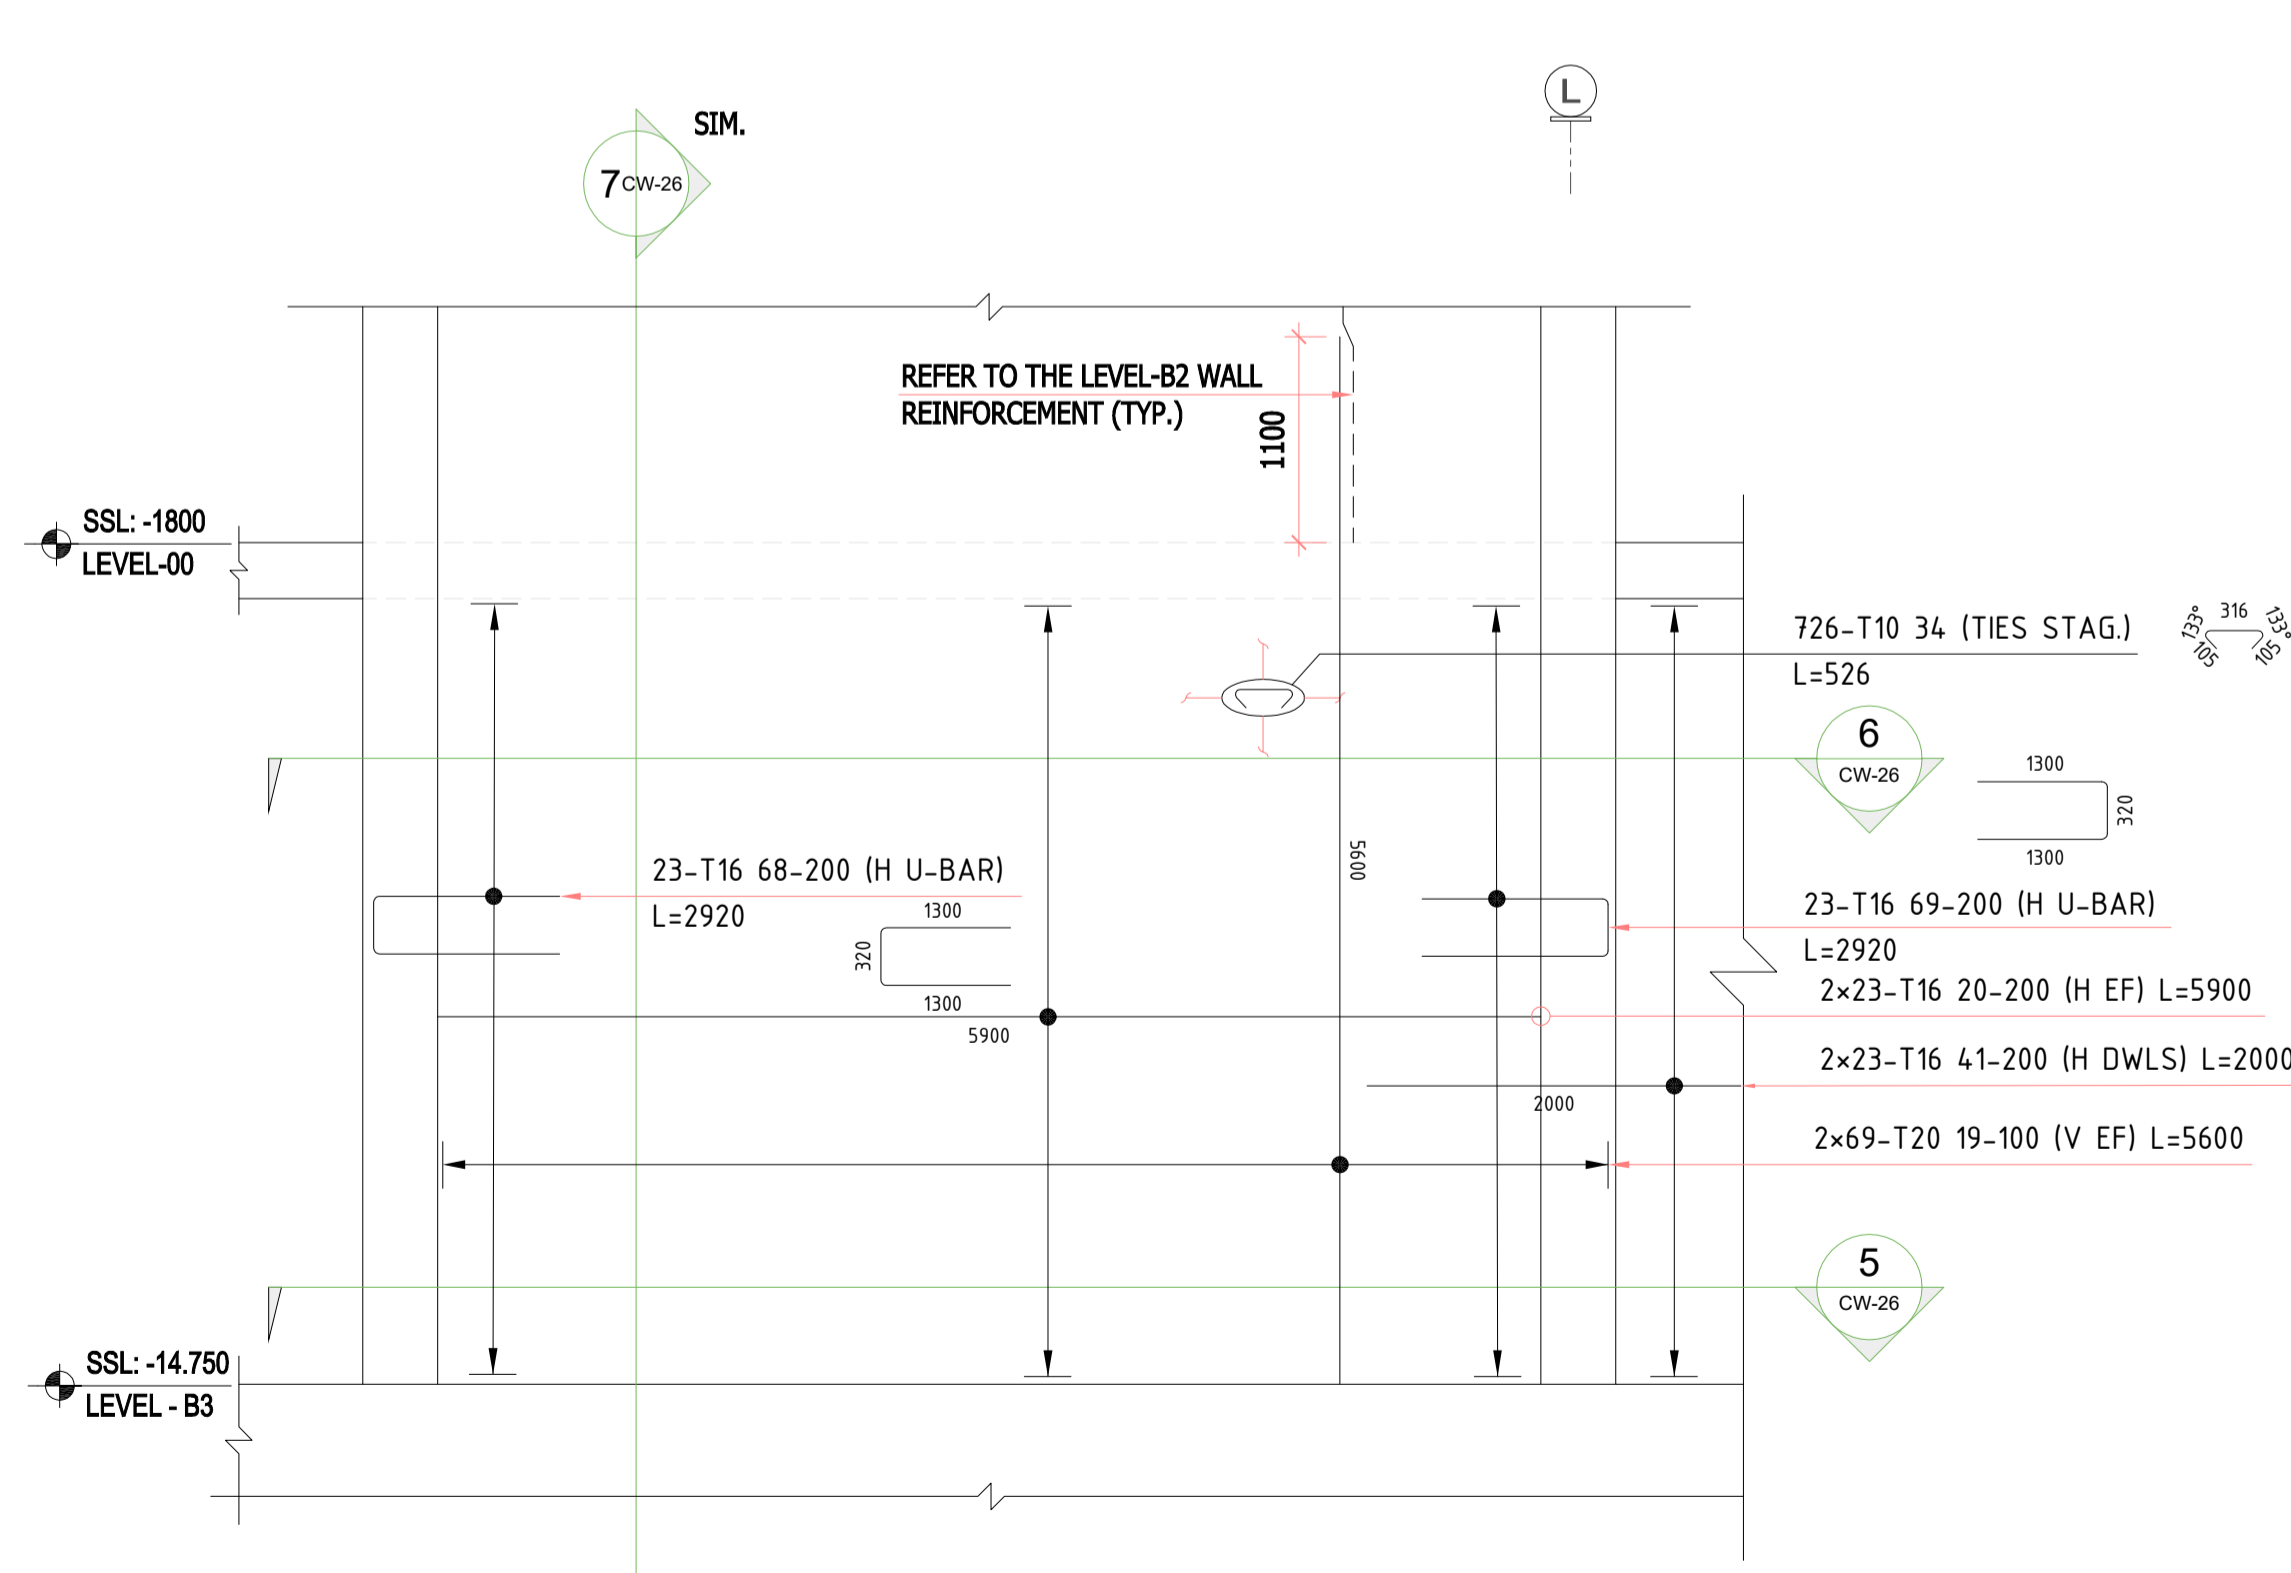 L
SIM.
7 CW-26
REFER TO THE LEVEL-B2 WALL
REINFORCEMENT (TYP.)
1100
SSL: -1800
LEVEL-00
726-T10 34 (TIES STAG.)
L=526
133°
316
133°
105
105
6
CW-26
1300
320
1300
5600
23-T16 68-200 (H U-BAR)
L=2920
1300
320
1300
5900
23-T16 69-200 (H U-BAR)
L=2920
2×23-T16 20-200 (H EF) L=5900
2×23-T16 41-200 (H DWLS) L=2000
2000
2×69-T20 19-100 (V EF) L=5600
5
CW-26
SSL: -14.750
LEVEL - B3